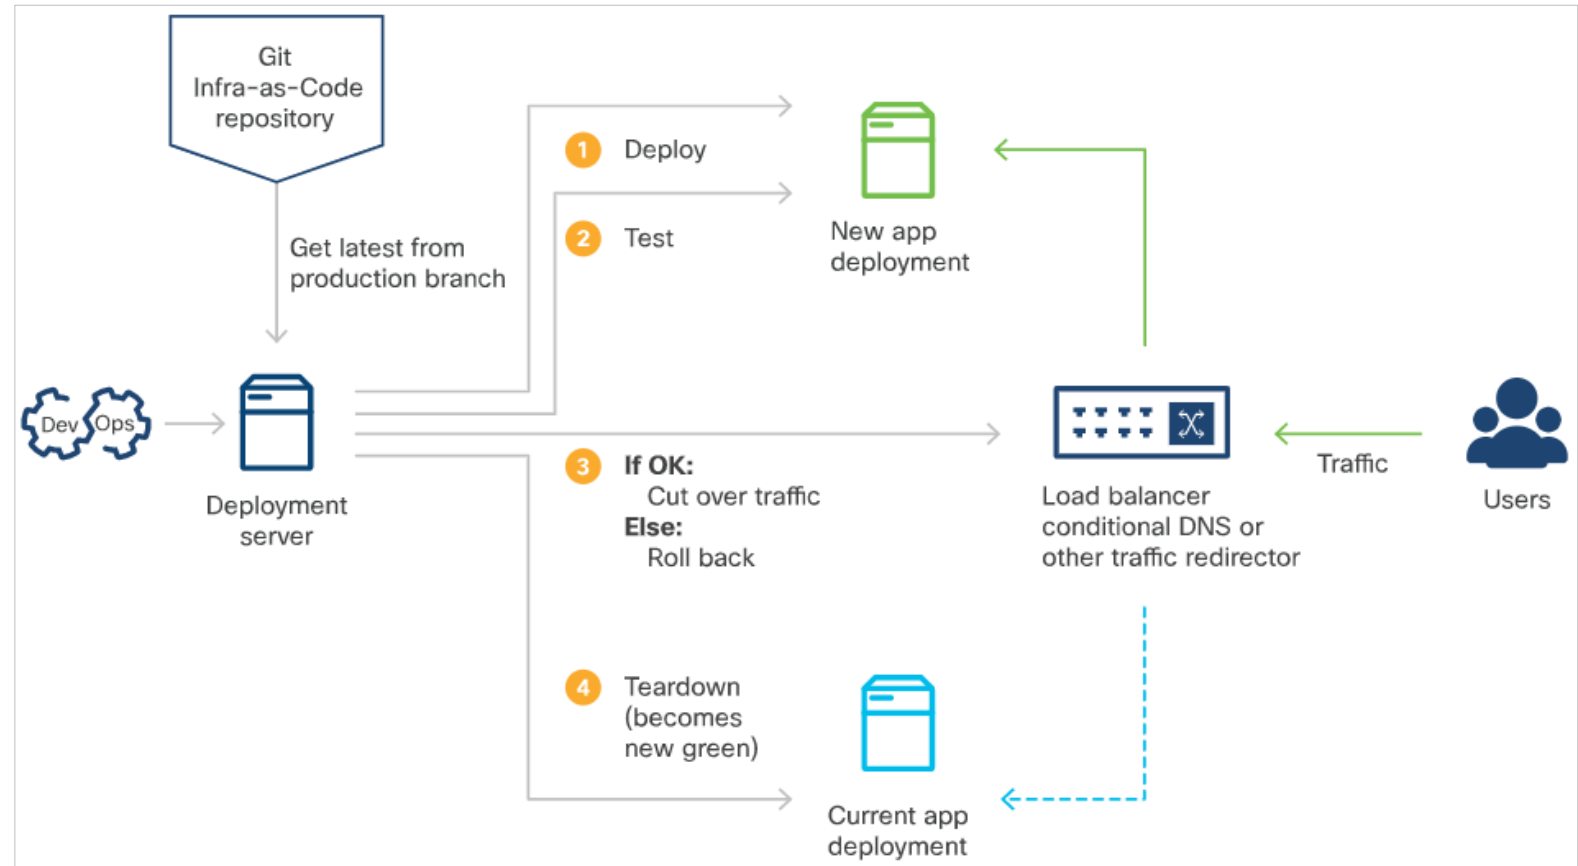 Git
Infra-as-Code
repository
1 Deploy
2 Test
New app
deployment
Get latest from
production branch
Dev Ops
Deployment
server
3 If OK:
Cut over traffic
Else:
Roll back
Load balancer
conditional DNS or
other traffic redirector
Traffic
Users
4 Teardown
(becomes
new green)
Current app
deployment